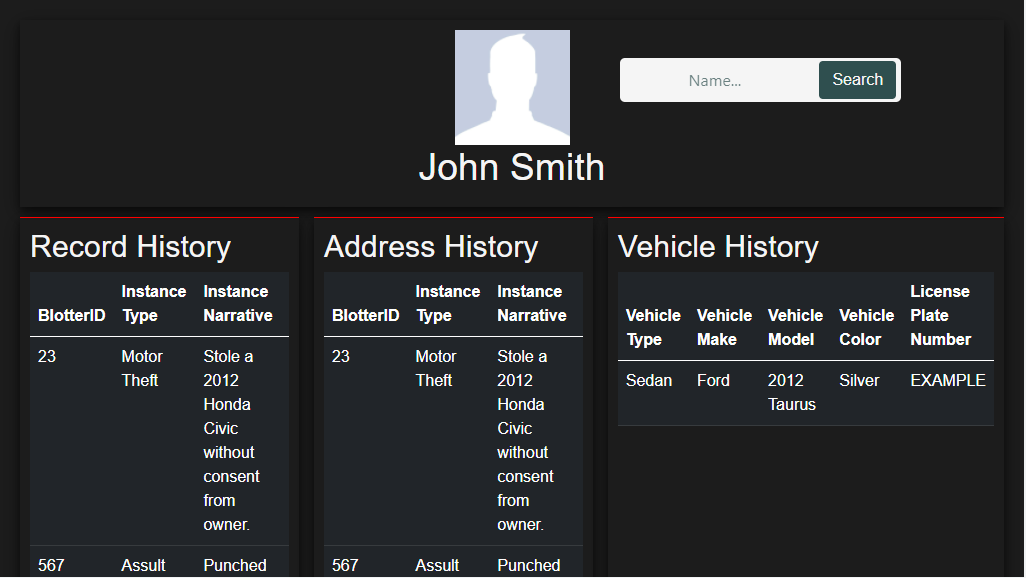 Name...
Search
John Smith
Record History
BlotterID Instance Type Instance Narrative
23 Motor Theft Stole a 2012 Honda Civic without consent from owner.
567 Assult Punched
Address History
BlotterID Instance Type Instance Narrative
23 Motor Theft Stole a 2012 Honda Civic without consent from owner.
567 Assult Punched
Vehicle History
Vehicle Type Vehicle Make Vehicle Model Vehicle Color License Plate Number
Sedan Ford 2012 Taurus Silver EXAMPLE